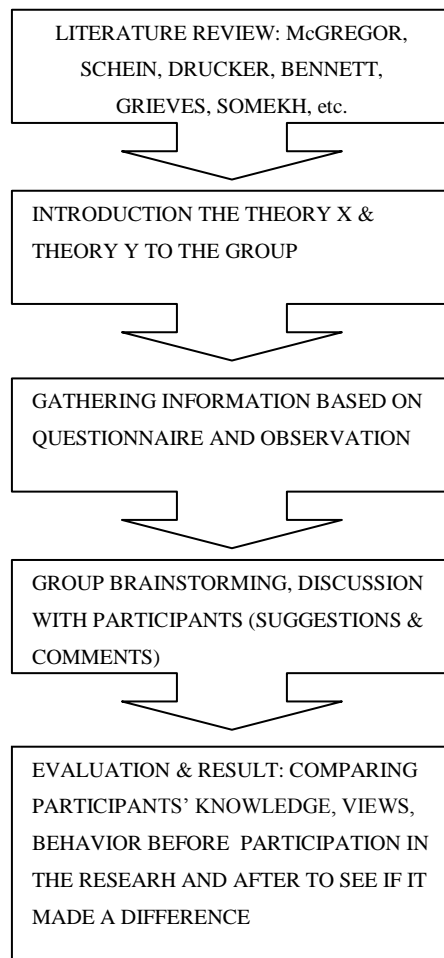 LITERATURE REVIEW: McGREGOR,
SCHEIN, DRUCKER, BENNETT,
GRIEVES, SOMEKH, etc.
INTRODUCTION THE THEORY X &
THEORY Y TO THE GROUP
GATHERING INFORMATION BASED ON
QUESTIONNAIRE AND OBSERVATION
GROUP BRAINSTORMING, DISCUSSION
WITH PARTICIPANTS (SUGGESTIONS &
COMMENTS)
EVALUATION & RESULT: COMPARING
PARTICIPANTS’ KNOWLEDGE, VIEWS,
BEHAVIOR BEFORE PARTICIPATION IN
THE RESEARH AND AFTER TO SEE IF IT
MADE A DIFFERENCE